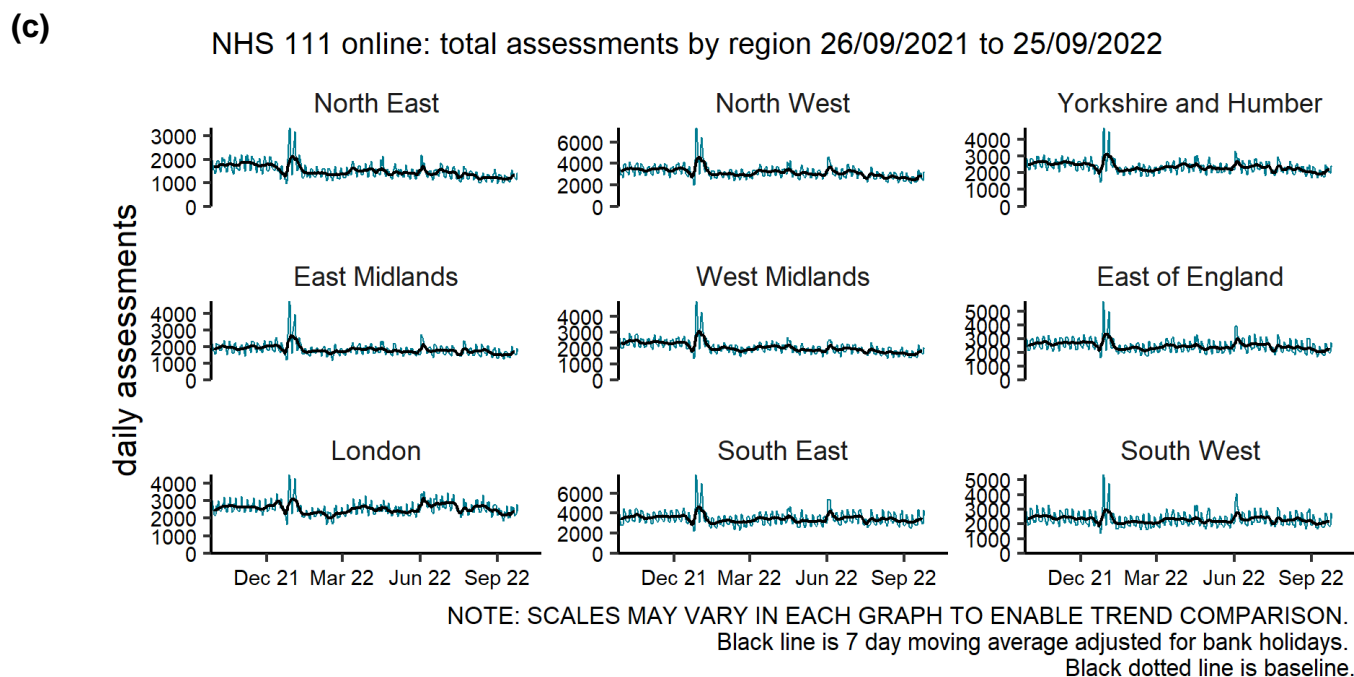 (c)
NHS 111 online: total assessments by region 26/09/2021 to 25/09/2022
daily assessments
North East
3000
2000
1000
0
North West
6000
4000
2000
0
Yorkshire and Humber
4000
3000
2000
1000
0
East Midlands
4000
3000
2000
1000
0
West Midlands
4000
3000
2000
1000
0
East of England
5000
4000
3000
2000
1000
0
London
4000
3000
2000
1000
0
Dec 21 Mar 22 Jun 22 Sep 22
South East
6000
4000
2000
0
Dec 21 Mar 22 Jun 22 Sep 22
South West
5000
4000
3000
2000
1000
0
Dec 21 Mar 22 Jun 22 Sep 22
NOTE: SCALES MAY VARY IN EACH GRAPH TO ENABLE TREND COMPARISON.
Black line is 7 day moving average adjusted for bank holidays.
Black dotted line is baseline.